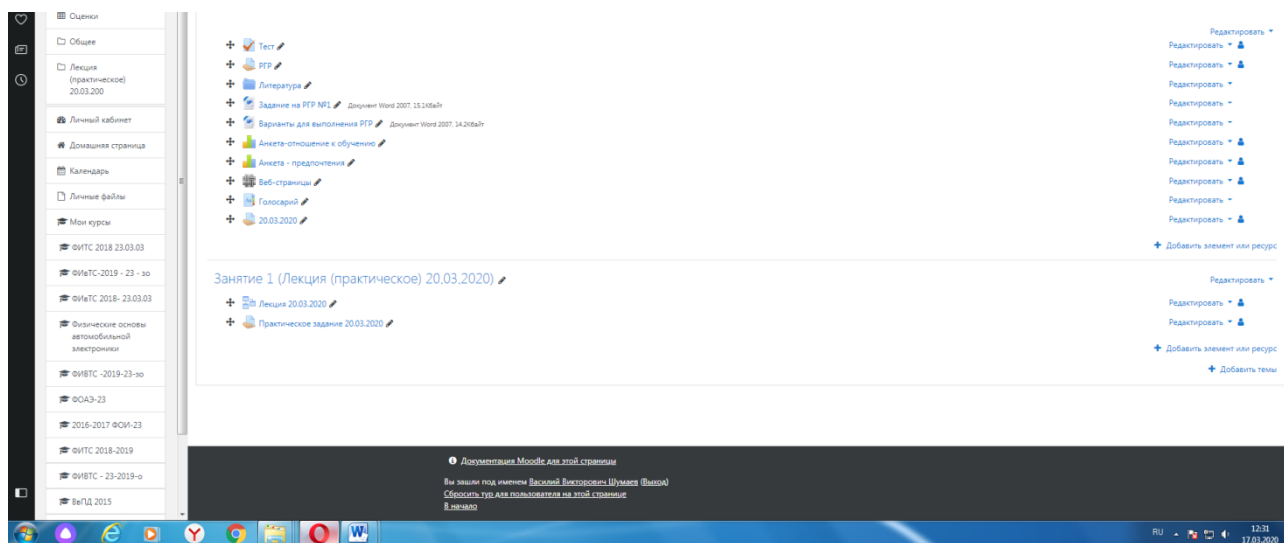 Оценки
Общее
Лекция
(практическое)
20.03.200
Личный кабинет
Домашняя страница
Календарь
Личные файлы
Мои курсы
ФИТС 2018 23.03.03
ФИвТС-2019 - 23 - зо
ФИвТС 2018- 23.03.03
Физические основы
автомобильной
электроники
ФИВТС -2019-23-зо
ФОАЭ-23
2016-2017 ФОИ-23
ФИТС 2018-2019
ФИВТС - 23-2019-о
ВвПД 2015
Редактировать
Тест Редактировать
РГР Редактировать
Литература Редактировать
Задание на РГР №1 Документ Word 2007, 15.1Кбайт Редактировать
Варианты для выполнения РГР Документ Word 2007, 14.2Кбайт Редактировать
Анкета-отношение к обучению Редактировать
Анкета - предпочтения Редактировать
Веб-страницы Редактировать
Голосарий Редактировать
20.03.2020 Редактировать
+ Добавить элемент или ресурс
Занятие 1 (Лекция (практическое) 20.03.2020) Редактировать
Лекция 20.03.2020 Редактировать
Практическое задание 20.03.2020 Редактировать
+ Добавить элемент или ресурс
+ Добавить темы
Документация Moodle для этой страницы
Вы зашли под именем Василий Викторович Шумаев (Выход)
Сбросить тур для пользователя на этой странице
В начало
RU 12:31
17.03.2020